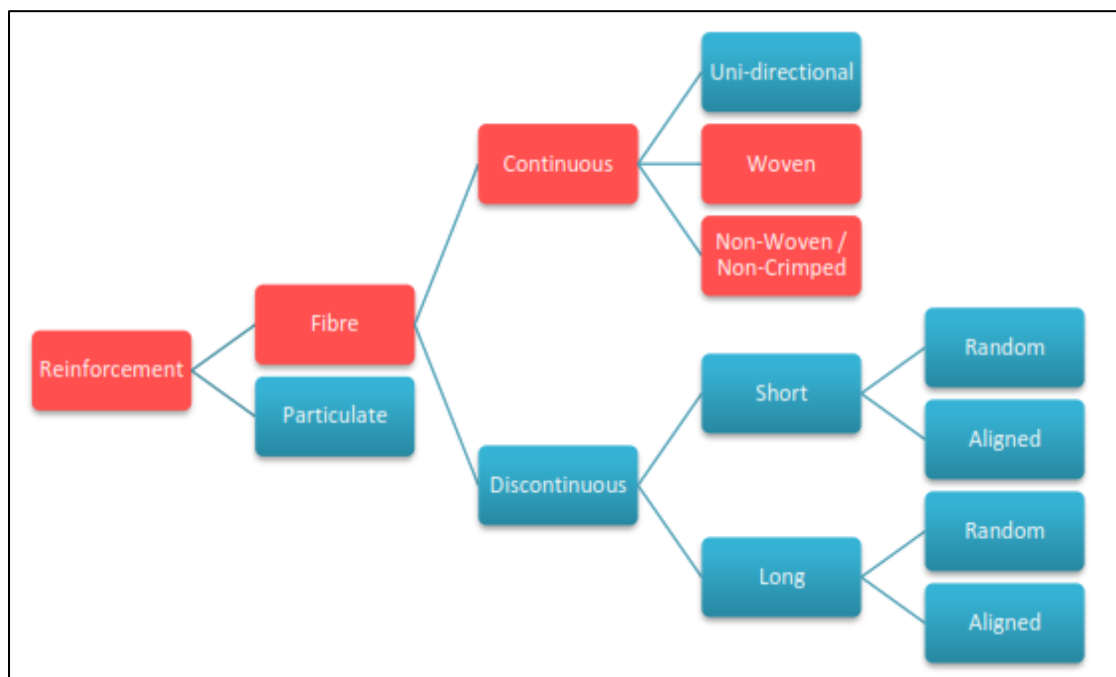 Uni-directional
Continuous
Woven
Non-Woven /
Non-Crimped
Fibre
Reinforcement
Particulate
Random
Short
Aligned
Discontinuous
Random
Long
Aligned